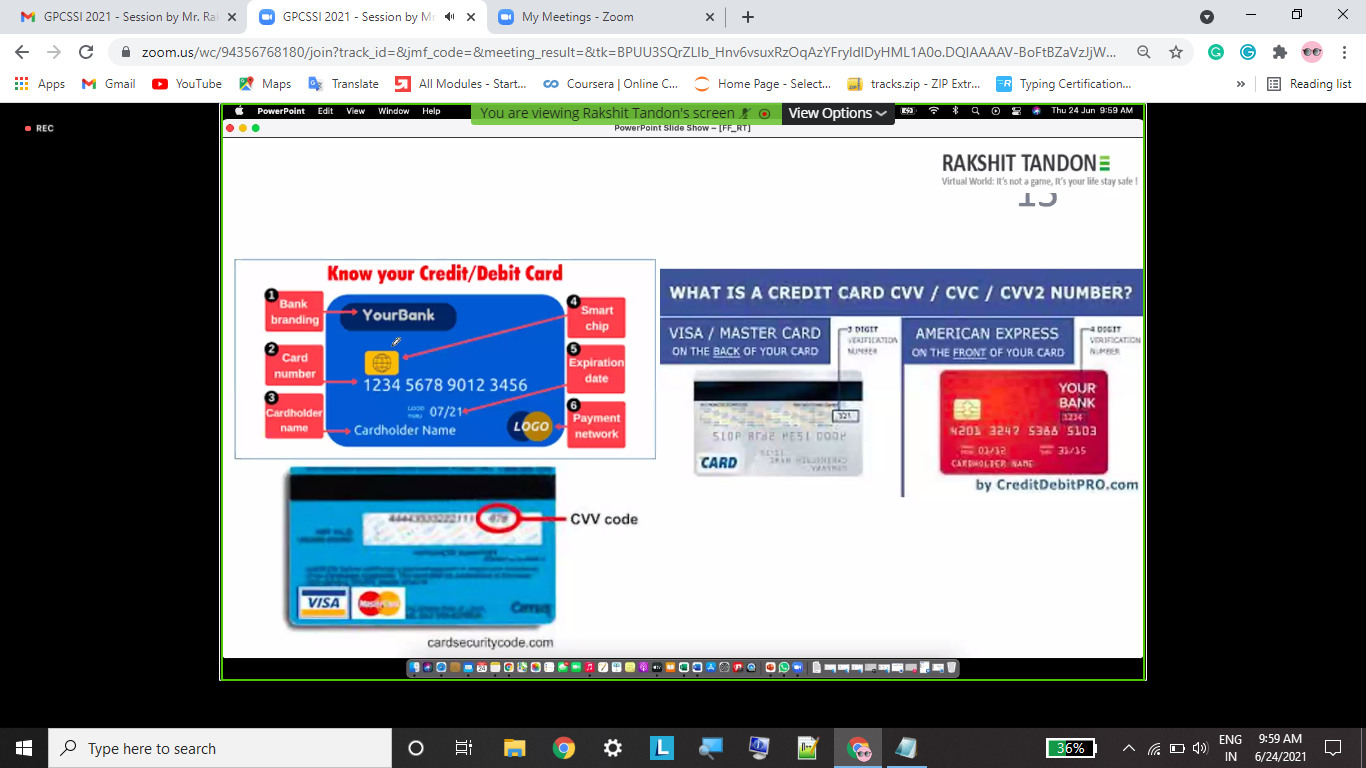 GPCSSI 2021 - Session by Mr. Ra
GPCSSI 2021 - Session by Mr
My Meetings - Zoom
zoom.us/wc/94356768180/join?track_id=&jmf_code=&meeting_result=&tk=
Apps
Gmail
YouTube
Maps
Translate
All Modules - Start...
Coursera | Online C...
Home Page - Select...
tracks.zip - ZIP Extr...
Typing Certification...
»
Reading list
REC
PowerPoint Edit View Window Help
You are viewing Rakshit Tandon's screen
View Options
Thu 24 Jun 9:59 AM
PowerPoint Slide Show – [FF_RT]
RAKSHIT TANDON
Virtual World: It's not a game, It's your life stay safe !
Know your Credit/Debit Card
1
Bank
branding
YourBank
4
Smart
chip
2
Card
number
1234 5678 9012 3456
5
Expiration
date
3
Cardholder
name
07/21
Cardholder Name
LOGO
6
Payment
network
WHAT IS A CREDIT CARD CVV / CVC / CVV2 NUMBER?
VISA / MASTER CARD
ON THE BACK OF YOUR CARD
3 DIGIT
VERIFICATION
NUMBER
321
CARD
AMERICAN EXPRESS
ON THE FRONT OF YOUR CARD
4 DIGIT
VERIFICATION
NUMBER
YOUR
BANK
1234
4201 3247 5388 5103
01/12
31/15
CARDHOLDER NAME
by CreditDebitPRO.com
CVV code
VISA
MasterCard
Cirrus
cardsecuritycode.com
Type here to search
36%
ENG
IN
9:59 AM
6/24/2021